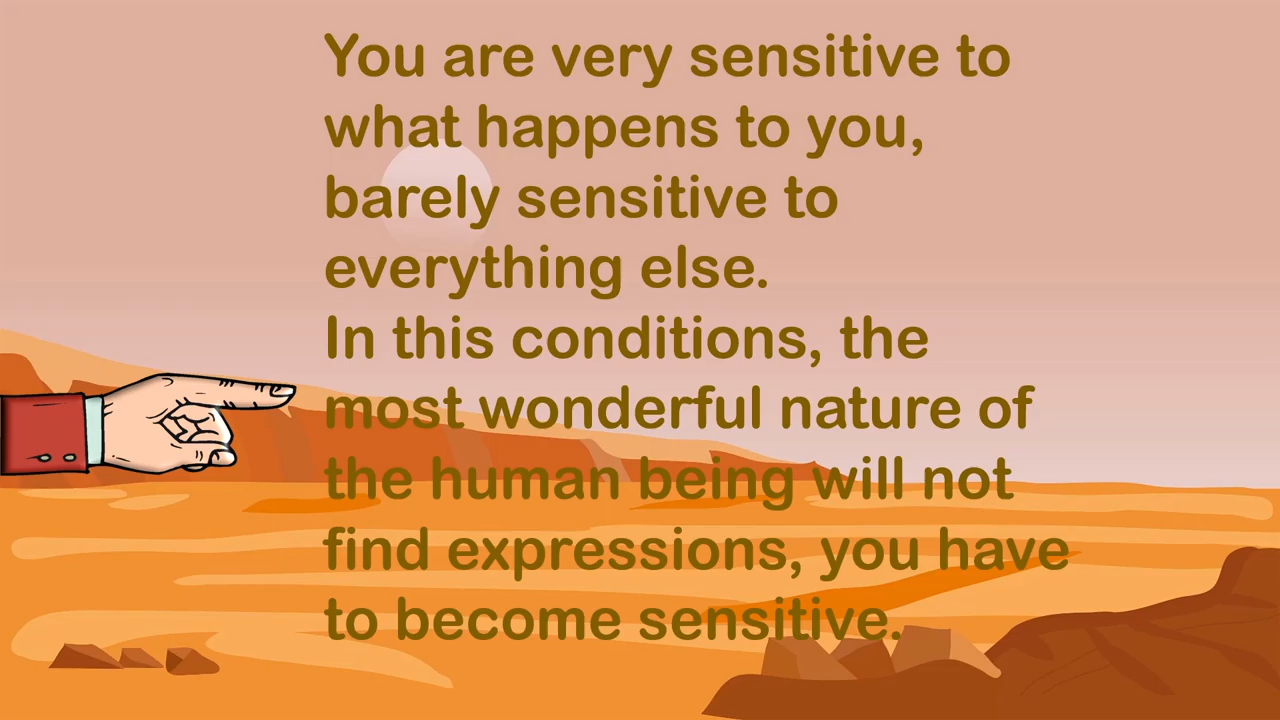 You are very sensitive to
what happens to you,
barely sensitive to
everything else.
In this conditions, the
most wonderful nature of
the human being will not
find expressions, you have
to become sensitive.